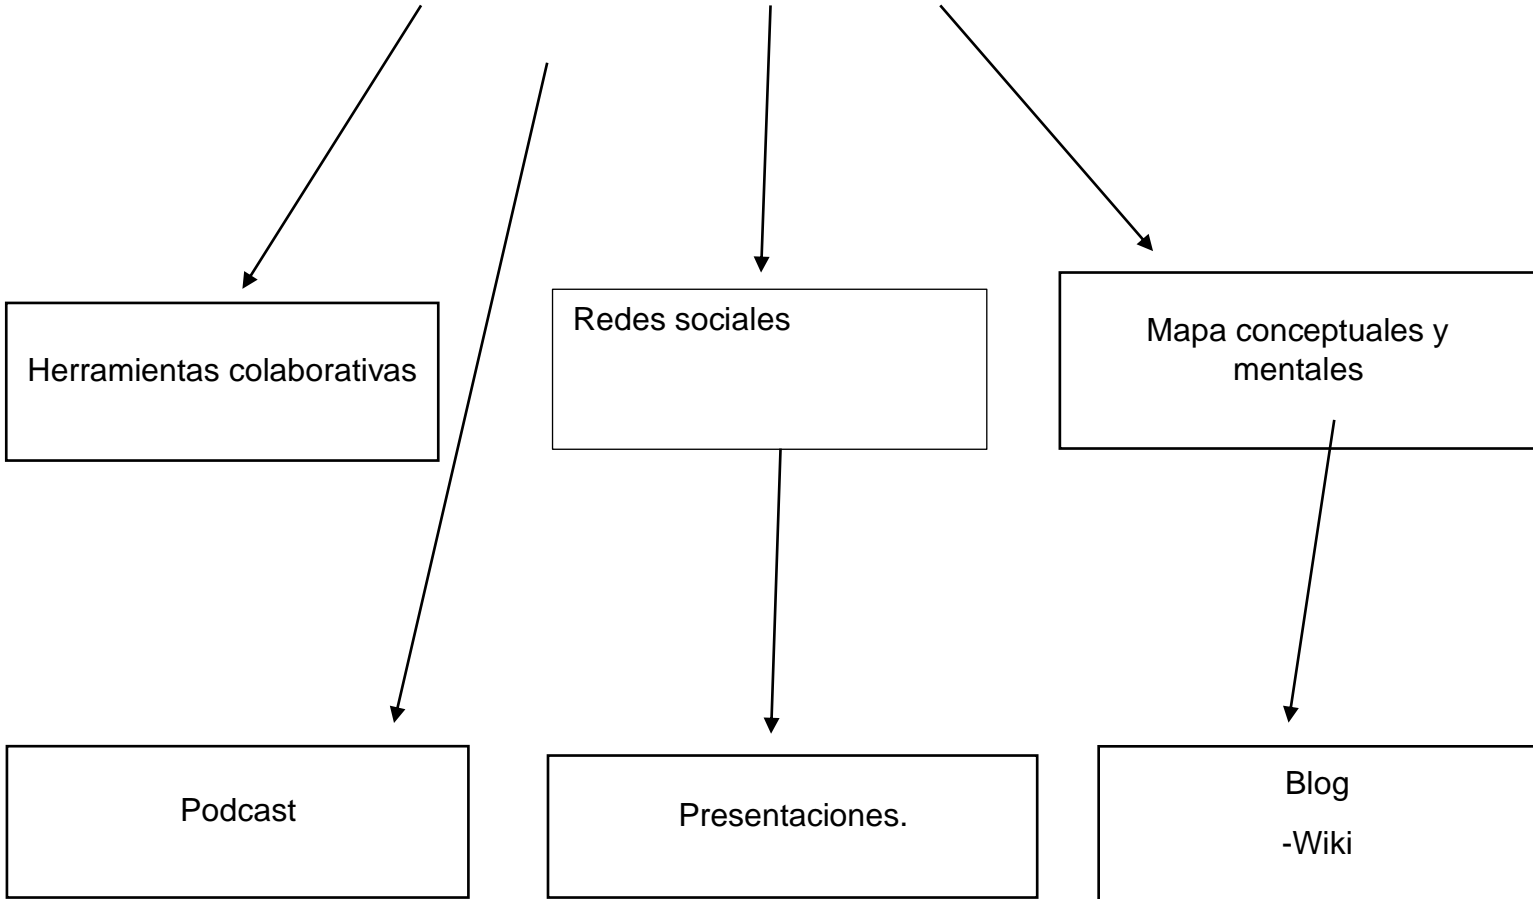 Herramientas colaborativas
Redes sociales
Mapa conceptuales y
mentales
Podcast
Presentaciones.
Blog
-Wiki